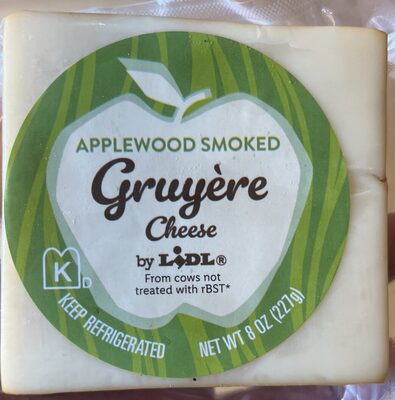 APPLEWOOD SMOKED
Gruyère
Cheese
by LiDL®
From cows not
treated with rBST*
K D
KEEP REFRIGERATED
NET WT 8 OZ (227g)